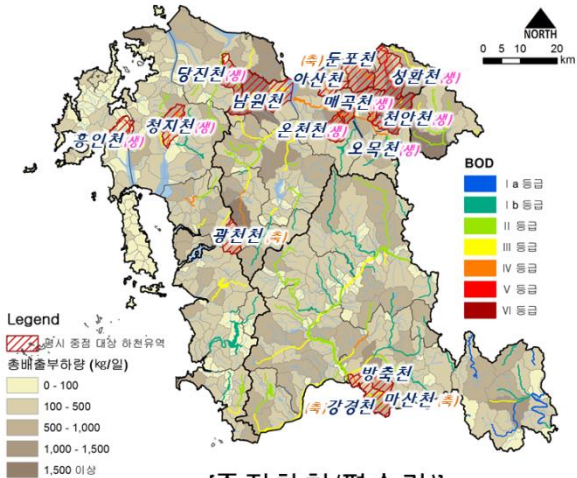 NORTH
0 5 10 20
km
(축) 둔포천
당진천(생)
아산천
성환천(생)
남원천
매곡천(생)
천안천(생)
흥인천(생)
청지천(생)
온천천(생)
오목천(생)
광천천 (축)
방축천
(축)강경천
마산천 (축)
BOD
Ⅰa 등급
Ⅰb 등급
Ⅱ 등급
Ⅲ 등급
Ⅳ 등급
Ⅴ 등급
Ⅵ 등급
Legend
평시 중점 대상 하천유역
총배출부하량 (kg/일)
0 - 100
100 - 500
500 - 1,000
1,000 - 1,500
1,500 이상